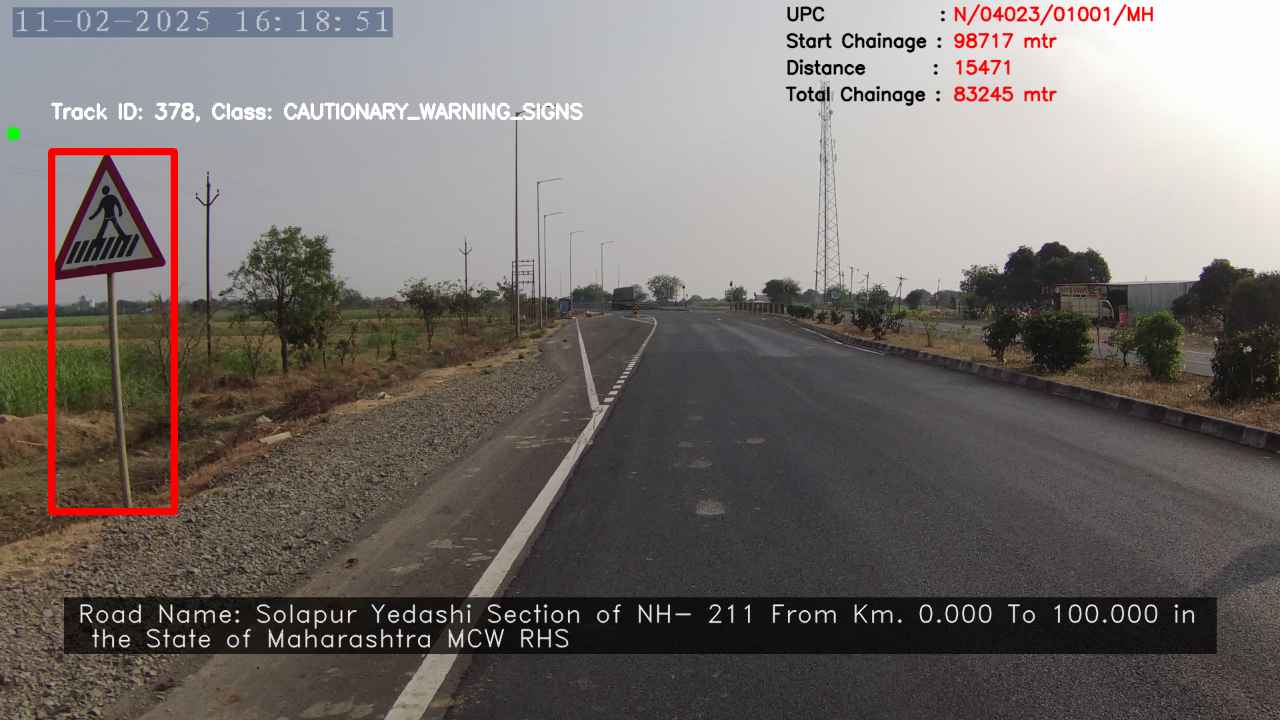 11-02-2025 16:18:51
UPC : N/04023/01001/MH
Start Chainage : 98717 mtr
Distance : 15471
Total Chainage : 83245 mtr
Track ID: 378, Class: CAUTIONARY_WARNING_SIGNS
Road Name: Solapur Yedashi Section of NH- 211 From Km. 0.000 To 100.000 in
the State of Maharashtra MCW RHS